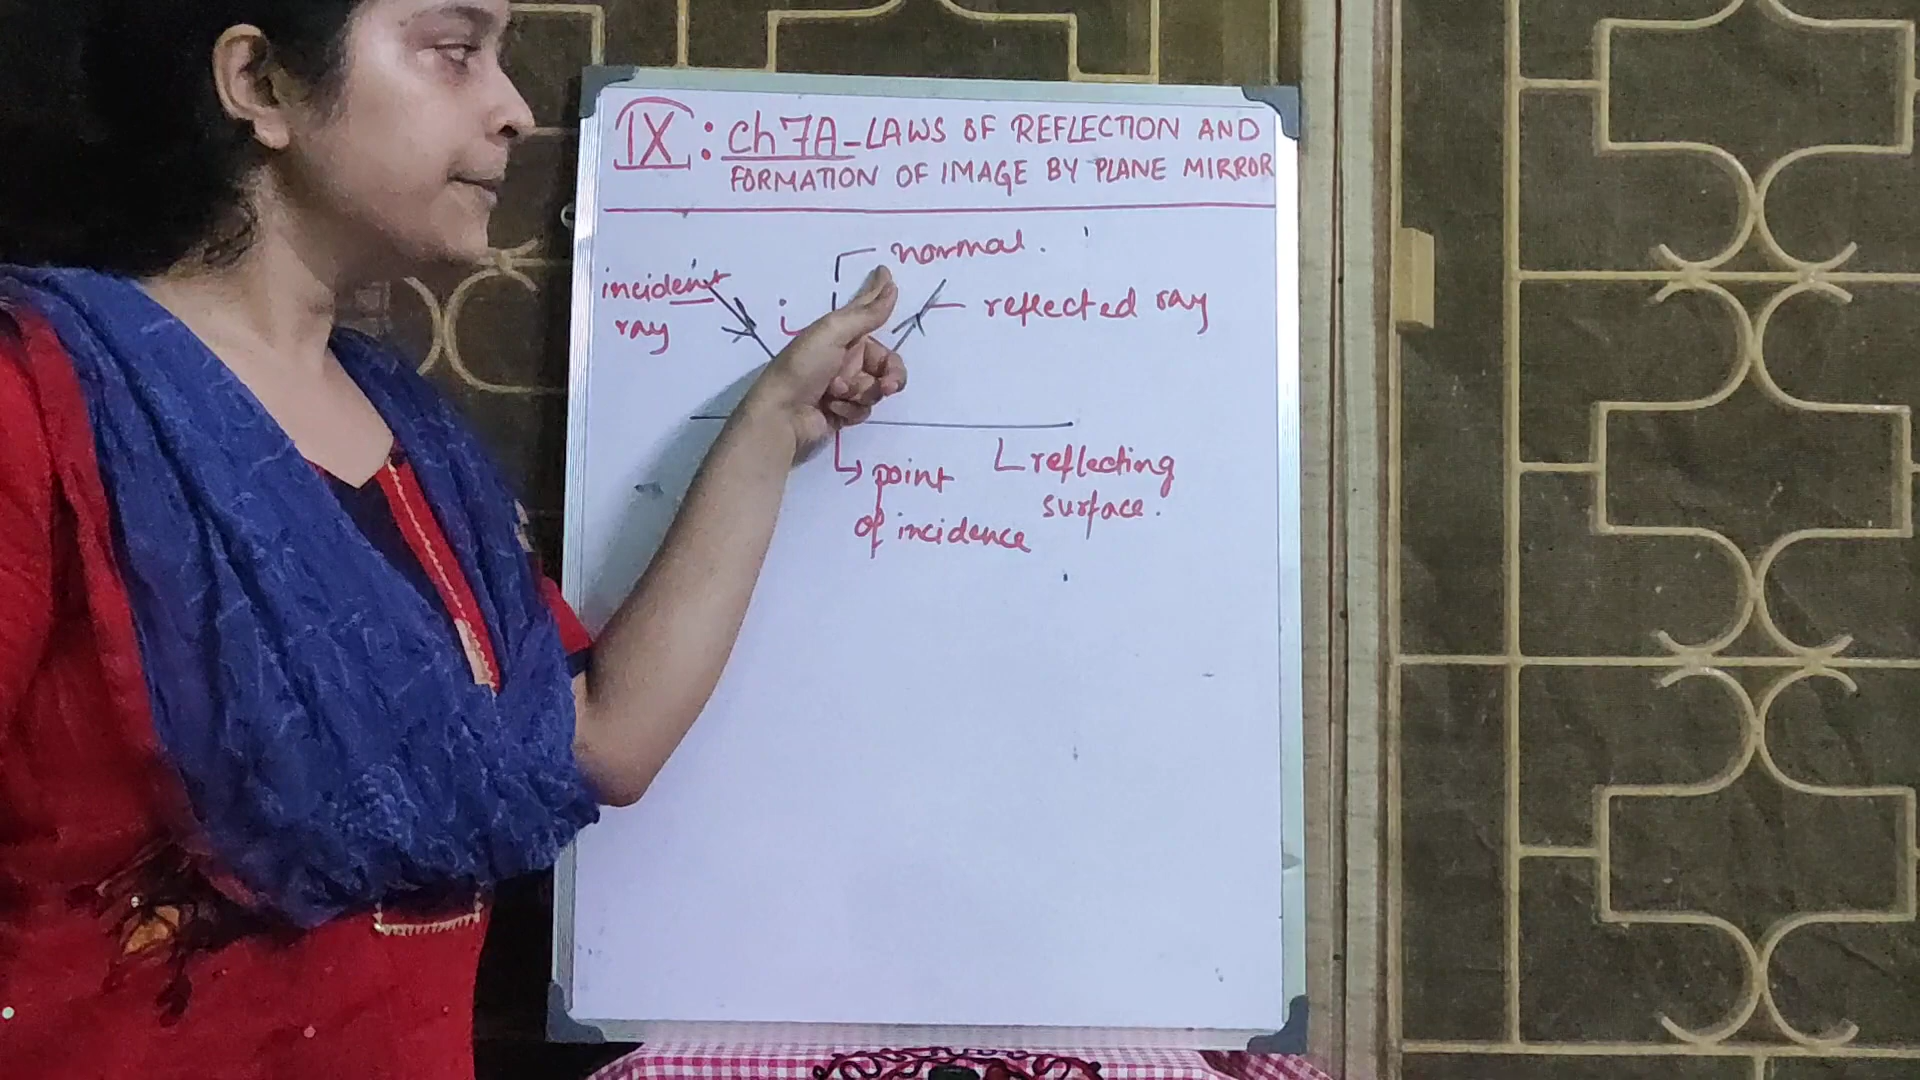 IX : Ch 7A - LAWS OF REFLECTION AND
FORMATION OF IMAGE BY PLANE MIRROR
normal.
incident
ray
i
reflected ray
point
of incidence
reflecting
surface.